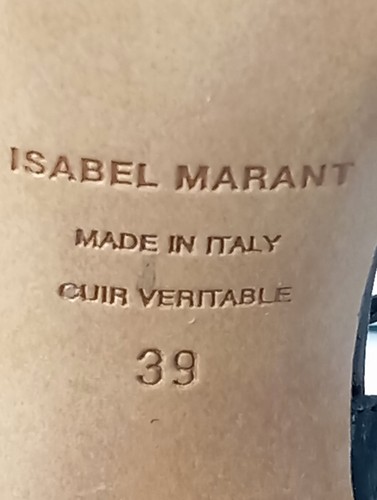 ISABEL MARANT
MADE IN ITALY
CUIR VERITABLE
39